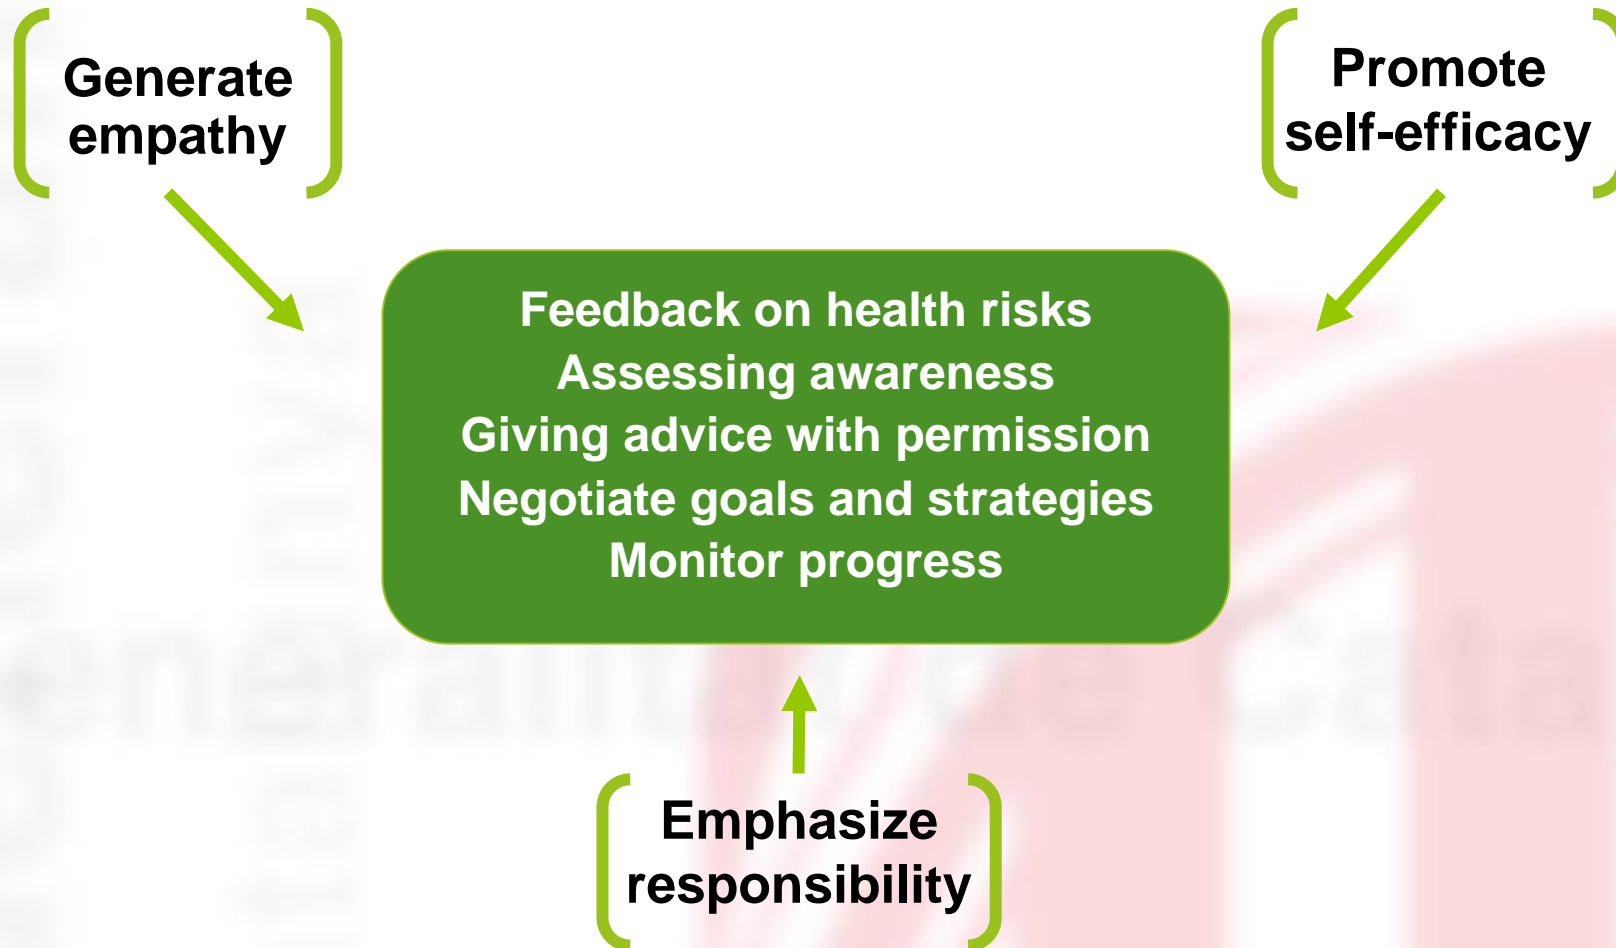 Generate
empathy
Promote
self-efficacy
Feedback on health risks
Assessing awareness
Giving advice with permission
Negotiate goals and strategies
Monitor progress
Emphasize
responsibility